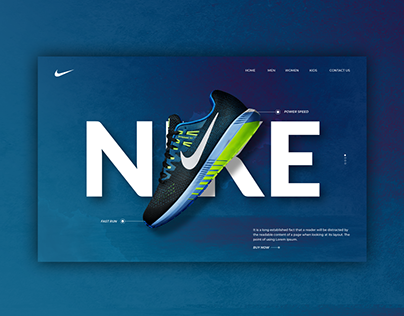 HOME MEN WOMEN KIDS CONTACT US
POWER SPEED
N KE
FAST RUN
It is a long-established fact that a reader will be distracted by
the readable content of a page when looking at its layout. The
point of using Lorem Ipsum.
BUY NOW